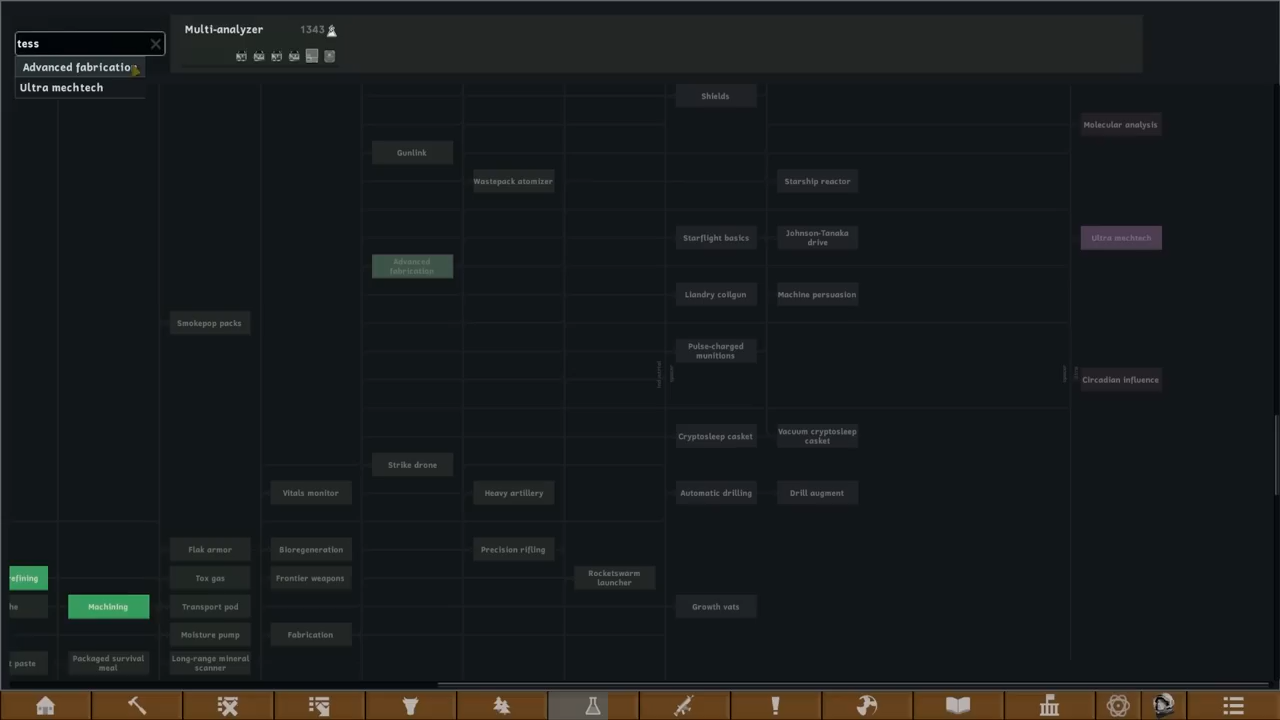 tess
Multi-analyzer
1343
Advanced fabrication
Ultra mechtech
Shields
Molecular analysis
Gunlink
Wastepack atomizer
Starship reactor
Starflight basics
Johnson-Tanaka
drive
Ultra mechtech
Advanced
fabrication
Liandry coilgun
Machine persuasion
Smokepop packs
Pulse-charged
munitions
Circadian influence
Cryptosleep casket
Vacuum cryptosleep
casket
Strike drone
Vitals monitor
Heavy artillery
Automatic drilling
Drill augment
Flak armor
Bioregeneration
Precision rifling
efining
Tox gas
Frontier weapons
Rocketswarm
launcher
he
Machining
Transport pod
Growth vats
Moisture pump
Fabrication
t paste
Packaged survival
meal
Long-range mineral
scanner